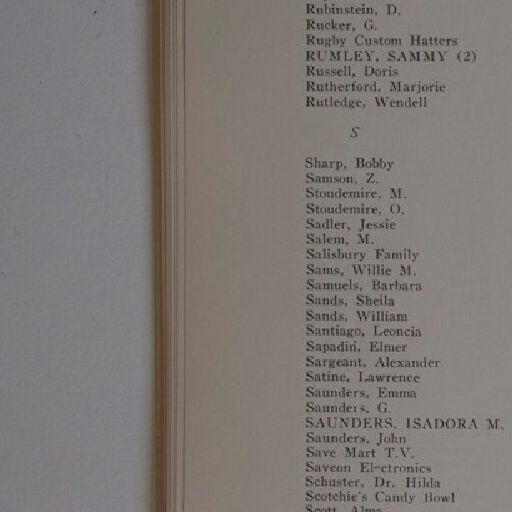 Rubinstein, D.
Rucker, G.
Rugby Custom Hatters
RUMLEY, SAMMY (2)
Russell, Doris
Rutherford, Marjorie
Rutledge, Wendell
S
Sharp, Bobby
Samson, Z.
Stoudemire, M.
Stoudemire, O.
Sadler, Jessie
Salem, M.
Salisbury Family
Sams, Willie M.
Samuels, Barbara
Sands, Sheila
Sands, William
Santiago, Leoncia
Sapadin, Elmer
Sargeant, Alexander
Satine, Lawrence
Saunders, Emma
Saunders, G.
SAUNDERS, ISADORA M.
Saunders, John
Save Mart T.V.
Saveon Electronics
Schuster, Dr. Hilda
Scotchie's Candy Bowl
Scott, Alma